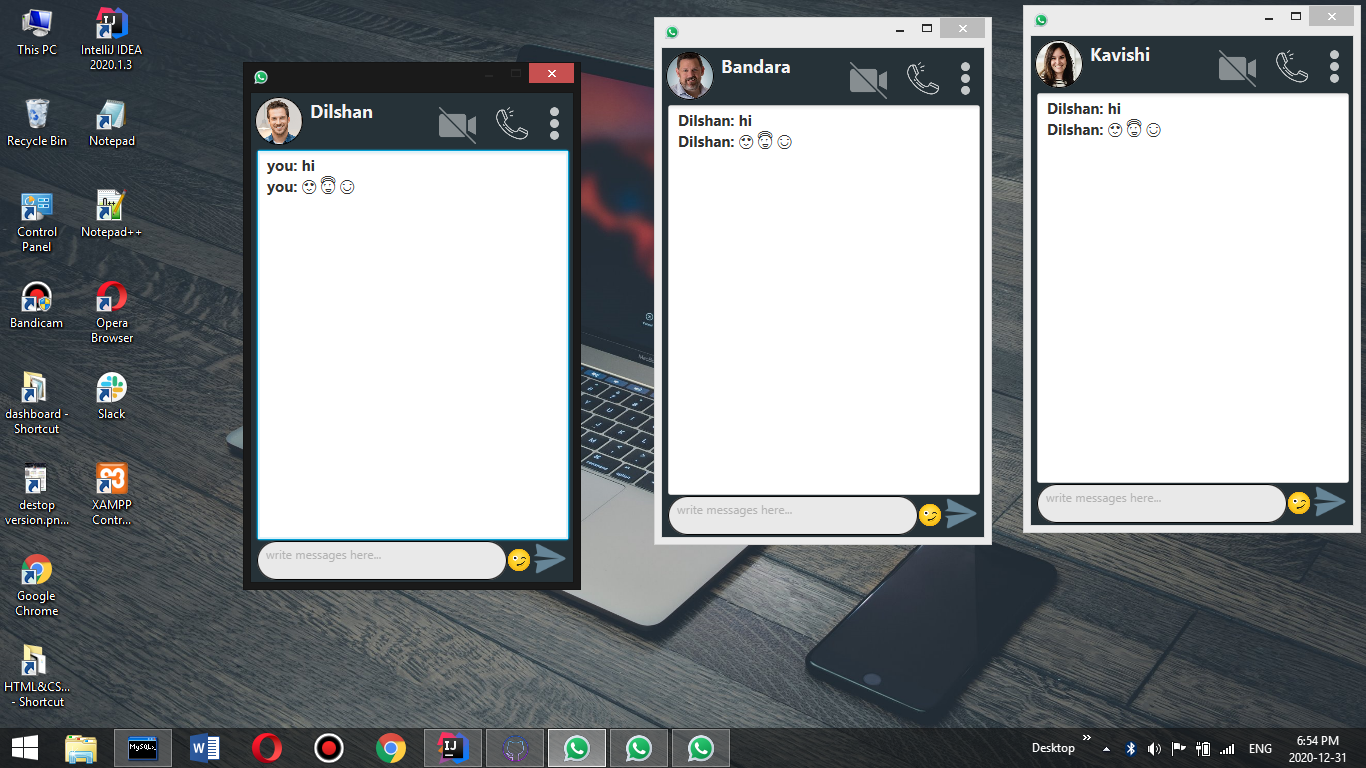 This PC
IntelliJ IDEA
2020.1.3
Recycle Bin
Notepad
Control
Panel
Notepad++
Bandicam
Opera
Browser
dashboard -
Shortcut
Slack
destop
version.pn...
XAMPP
Contr...
Google
Chrome
HTML&CS...
- Shortcut
Dilshan
you: hi
you: 😍 😇 ☺
write messages here...
Bandara
Dilshan: hi
Dilshan: 😍 😇 ☺
write messages here...
Kavishi
Dilshan: hi
Dilshan: 😍 😇 ☺
write messages here...
Desktop
ENG
6:54 PM
2020-12-31